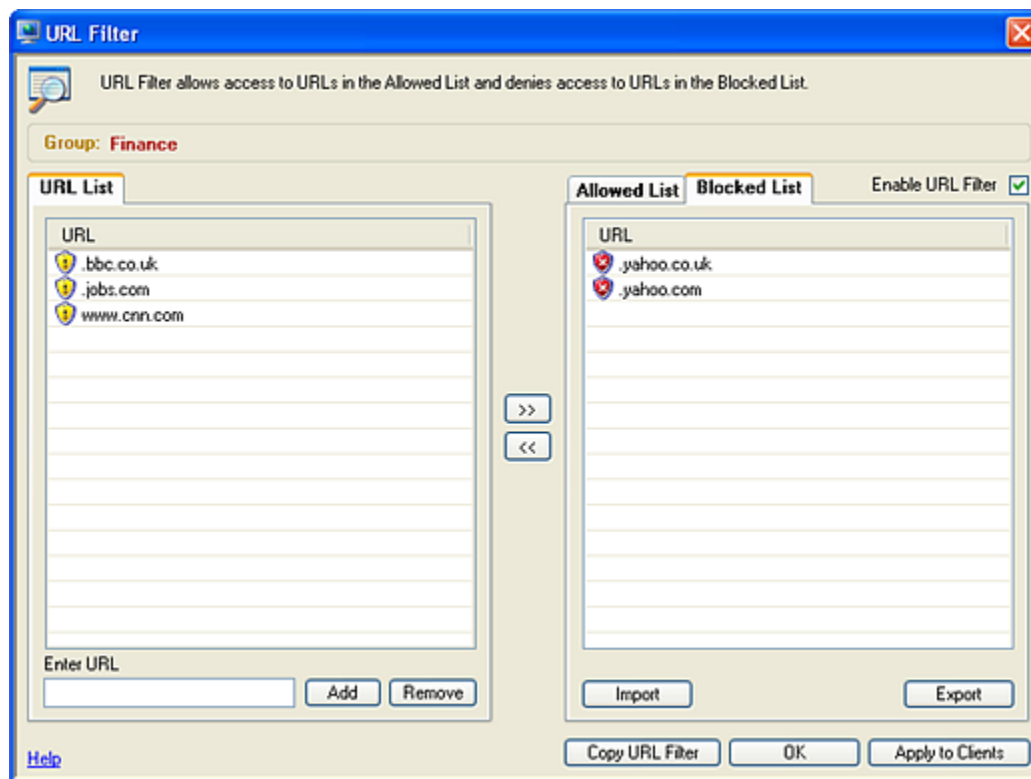 URL Filter
URL Filter allows access to URLs in the Allowed List and denies access to URLs in the Blocked List.
Group: Finance
URL List
Allowed List Blocked List Enable URL Filter
URL
.bbc.co.uk
.jobs.com
www.cnn.com
>>
<<
URL
.yahoo.co.uk
.yahoo.com
Enter URL
Add Remove
Import Export
Help
Copy URL Filter OK Apply to Clients